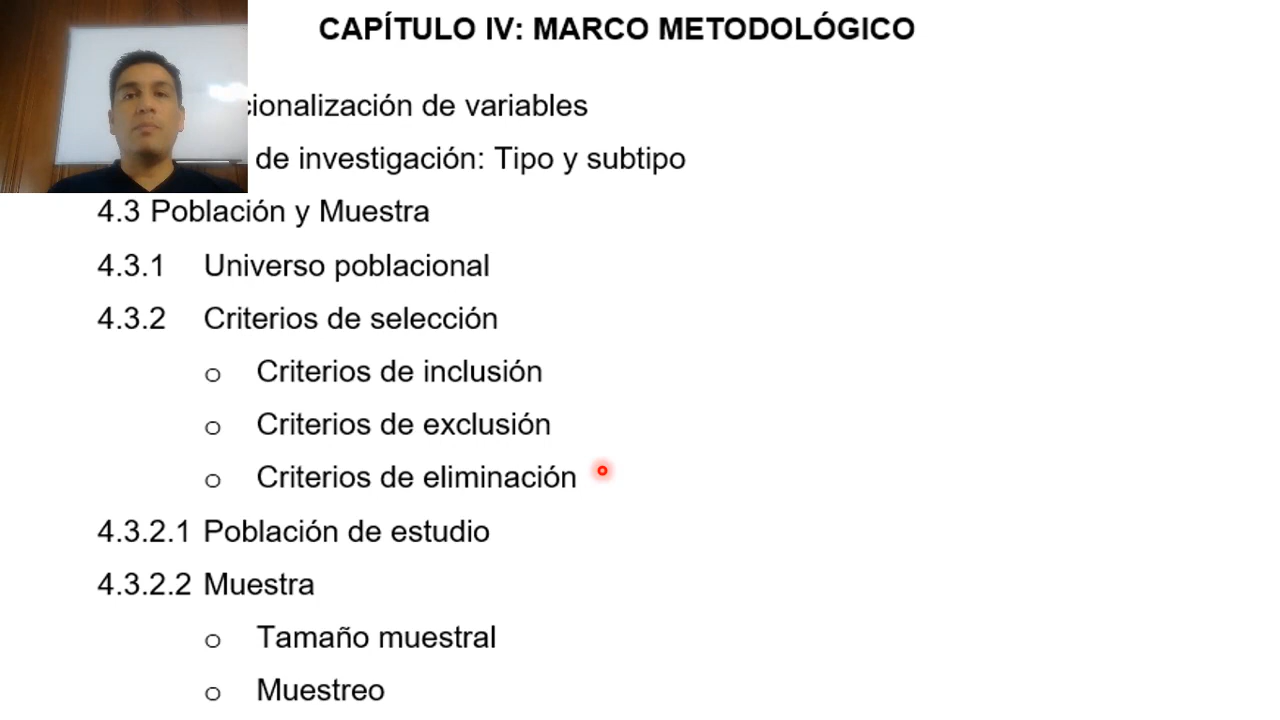 CAPÍTULO IV: MARCO METODOLÓGICO
de variables
de investigación: Tipo y subtipo
4.3 Población y Muestra
4.3.1 Universo poblacional
4.3.2 Criterios de selección
o Criterios de inclusión
o Criterios de exclusión
o Criterios de eliminación
4.3.2.1 Población de estudio
4.3.2.2 Muestra
o Tamaño muestral
o Muestreo